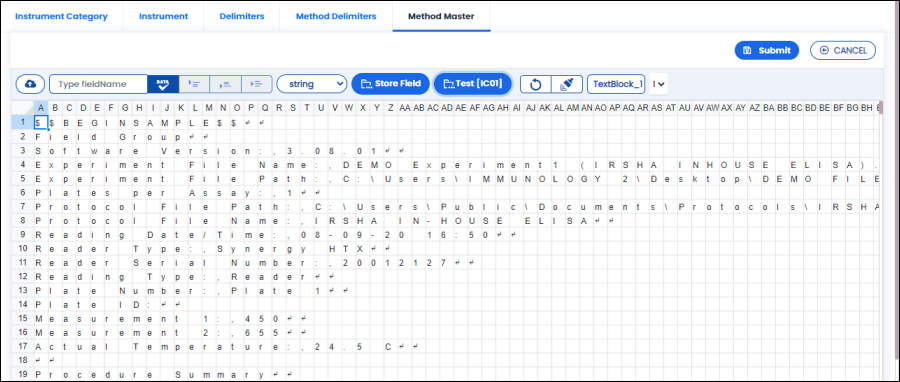 Instrument Category Instrument Delimiters Method Delimiters Method Master
Submit CANCEL
Type fieldName DATA string Store Field Test [IC01] TextBlock_1 1
A B C D E F G H I J K L M N O P Q R S T U V W X Y Z AA AB AC AD AE AF AG AH AI AJ AK AL AM AN AO AP AQ AR AS AT AU AV AW AX AY AZ BA BB BC BD BE BF BG BH
1 $$BEGINSAMPLE$$↵↵
2 Field Group↵↵
3 Software Version:,3.08.01↵↵
4 Experiment File Name:,DEMO Experiment1 (IRSHA INHOUSE ELISA).
5 Experiment File Path:,C:\Users\IMMUNOLOGY 2\Desktop\DEMO FILE
6 Plates per Assay:,1↵↵
7 Protocol File Path:,C:\Users\Public\Documents\Protocols\IRSHA
8 Protocol File Name:,IRSHA IN-HOUSE ELISA↵↵
9 Reading Date/Time:,08-09-20 16:50↵↵
10 Reader Type:,Synergy HTX↵↵
11 Reader Serial Number:,20012127↵↵
12 Reading Type:,Reader↵↵
13 Plate Number:,Plate 1↵↵
14 Plate ID:↵↵
15 Measurement 1:,450↵↵
16 Measurement 2:,655↵↵
17 Actual Temperature:,24.5 C↵↵
18 ↵↵
19 Procedure Summary↵↵